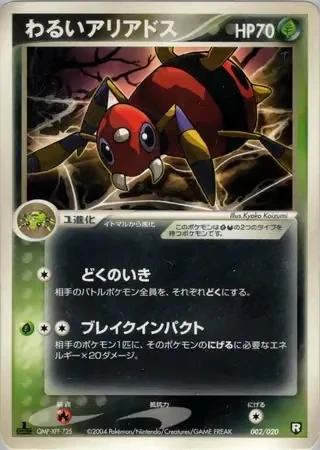 わるいアリアドス HP70
Illus. Kyoko Koizumi
1進化 イトマルから進化
このポケモンは の2つのタイプを
持つポケモンです。
どくのいき
相手のバトルポケモン全員を、それぞれどくにする。
ブレイクインパクト
相手のポケモン1匹に、そのポケモンのにげるに必要なエネ
ルギー×20ダメージ。
弱点 抵抗力 にげる
1
QMP-XFF-725 ©2004 Pokémon/Nintendo/Creatures/GAME FREAK 002/020 R